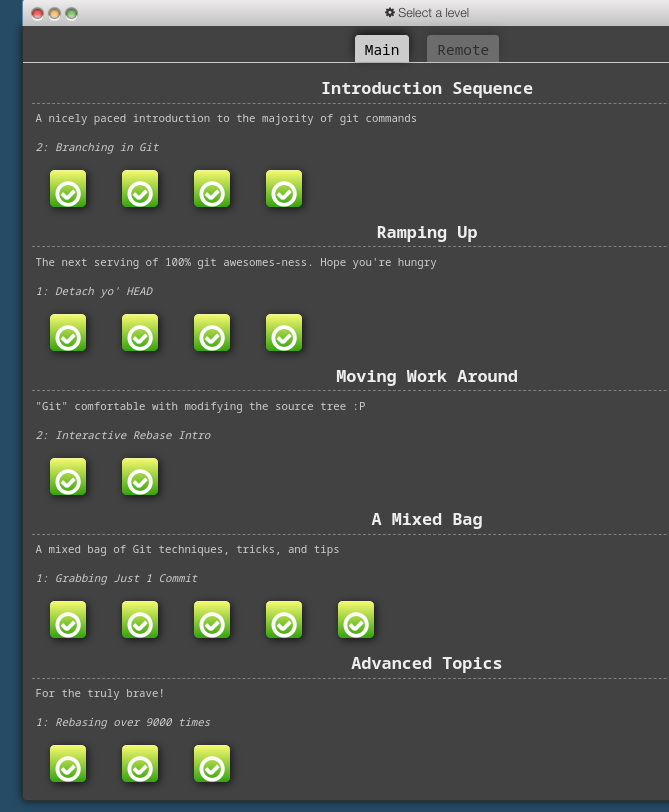 Select a level
Main Remote
Introduction Sequence
A nicely paced introduction to the majority of git commands
2: Branching in Git
Ramping Up
The next serving of 100% git awesomes-ness. Hope you're hungry
1: Detach yo' HEAD
Moving Work Around
"Git" comfortable with modifying the source tree :P
2: Interactive Rebase Intro
A Mixed Bag
A mixed bag of Git techniques, tricks, and tips
1: Grabbing Just 1 Commit
Advanced Topics
For the truly brave!
1: Rebasing over 9000 times